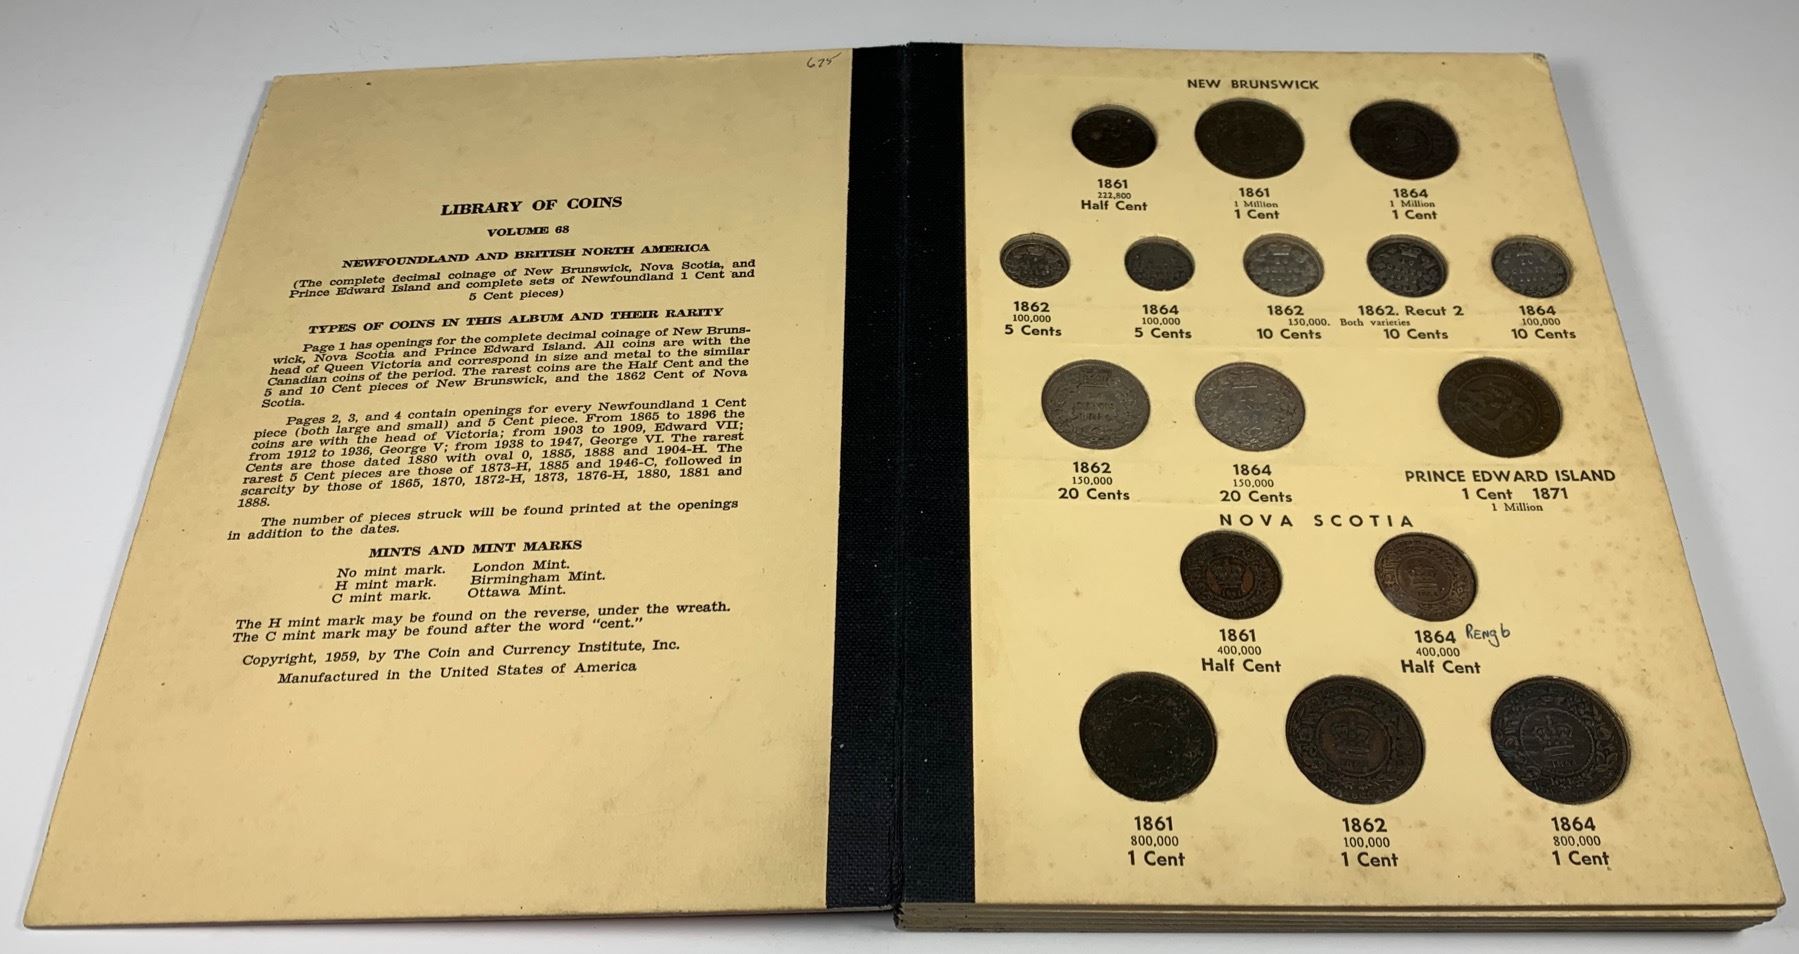 675
LIBRARY OF COINS
VOLUME 68
NEWFOUNDLAND AND BRITISH NORTH AMERICA
(The complete decimal coinage of New Brunswick, Nova Scotia, and
Prince Edward Island and complete sets of Newfoundland 1 Cent and
5 Cent pieces)
TYPES OF COINS IN THIS ALBUM AND THEIR RARITY
Page 1 has openings for the complete decimal coinage of New Bruns-
wick, Nova Scotia and Prince Edward Island. All coins are with the
head of Queen Victoria and correspond in size and metal to the similar
Canadian coins of the period. The rarest coins are the Half Cent and the
5 and 10 Cent pieces of New Brunswick, and the 1862 Cent of Nova
Scotia.
Pages 2, 3, and 4 contain openings for every Newfoundland 1 Cent
piece (both large and small) and 5 Cent piece. From 1865 to 1896 the
coins are with the head of Victoria; from 1903 to 1909, Edward VII;
from 1912 to 1936, George V; from 1938 to 1947, George VI. The rarest
Cents are those dated 1880 with oval 0, 1885, 1888 and 1904-H. The
rarest 5 Cent pieces are those of 1873-H, 1885 and 1946-C, followed in
scarcity by those of 1865, 1870, 1872-H, 1873, 1876-H, 1880, 1881 and
1888.
The number of pieces struck will be found printed at the openings
in addition to the dates.
MINTS AND MINT MARKS
No mint mark. London Mint.
H mint mark. Birmingham Mint.
C mint mark. Ottawa Mint.
The H mint mark may be found on the reverse, under the wreath.
The C mint mark may be found after the word "cent."
Copyright, 1959, by The Coin and Currency Institute, Inc.
Manufactured in the United States of America
NEW BRUNSWICK
1861 1861 1864
222,800 1 Million 1 Million
Half Cent 1 Cent 1 Cent
1862 1864 1862 1862. Recut 2 1864
100,000 100,000 150,000. Both varieties 100,000
5 Cents 5 Cents 10 Cents 10 Cents 10 Cents
1862 1864
150,000 150,000
20 Cents 20 Cents
PRINCE EDWARD ISLAND
1 Cent 1871
1 Million
NOVA SCOTIA
1861 1864 RENGb
400,000 400,000
Half Cent Half Cent
1861 1862 1864
800,000 100,000 800,000
1 Cent 1 Cent 1 Cent